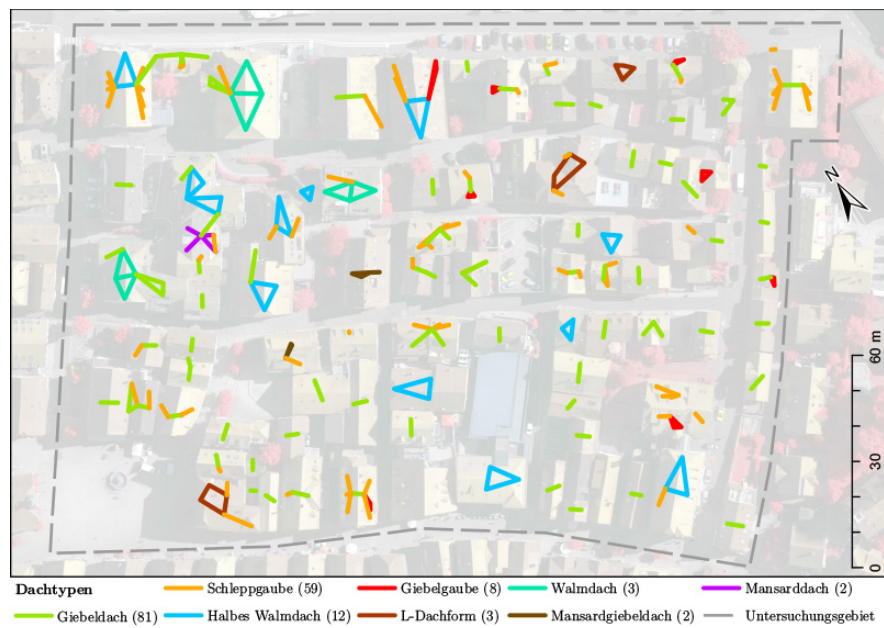 N
60 m
30
0
Dachtypen Schleppgaube (59) Giebelgaube (8) Walmdach (3) Mansarddach (2)
Giebeldach (81) Halbes Walmdach (12) L-Dachform (3) Mansardgiebeldach (2) Untersuchungsgebiet